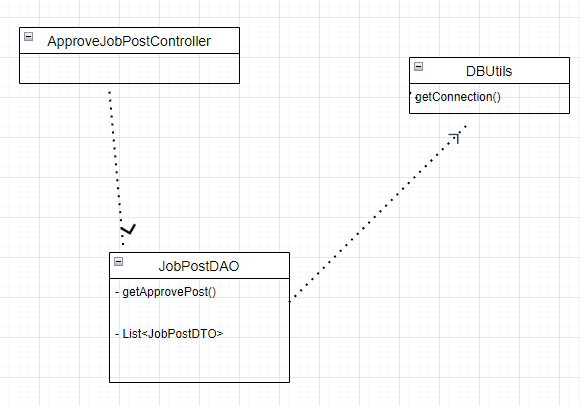 ApproveJobPostController
DBUtils
getConnection()
JobPostDAO
- getApprovePost()
- List<JobPostDTO>